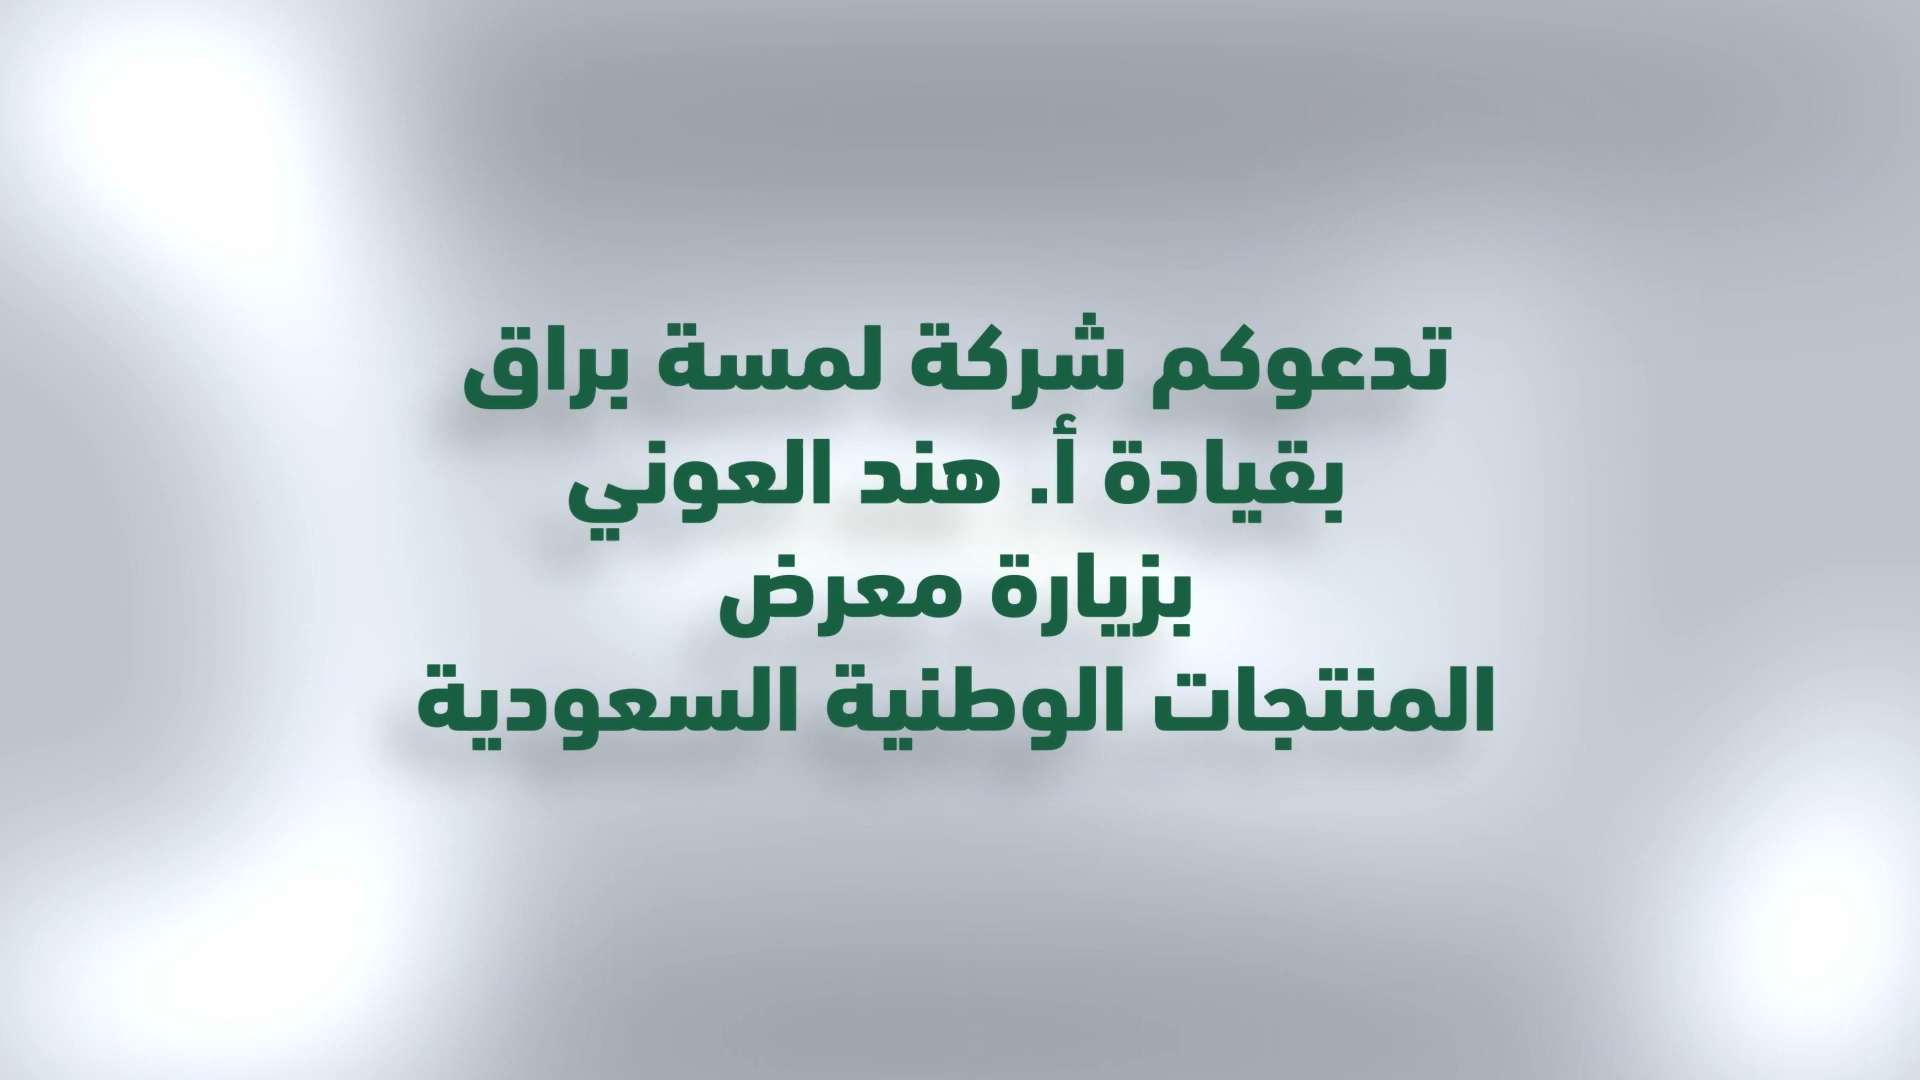 تدعوكم شركة لمسة براق
بقيادة أ. هند العوني
بزيارة معرض
المنتجات الوطنية السعودية